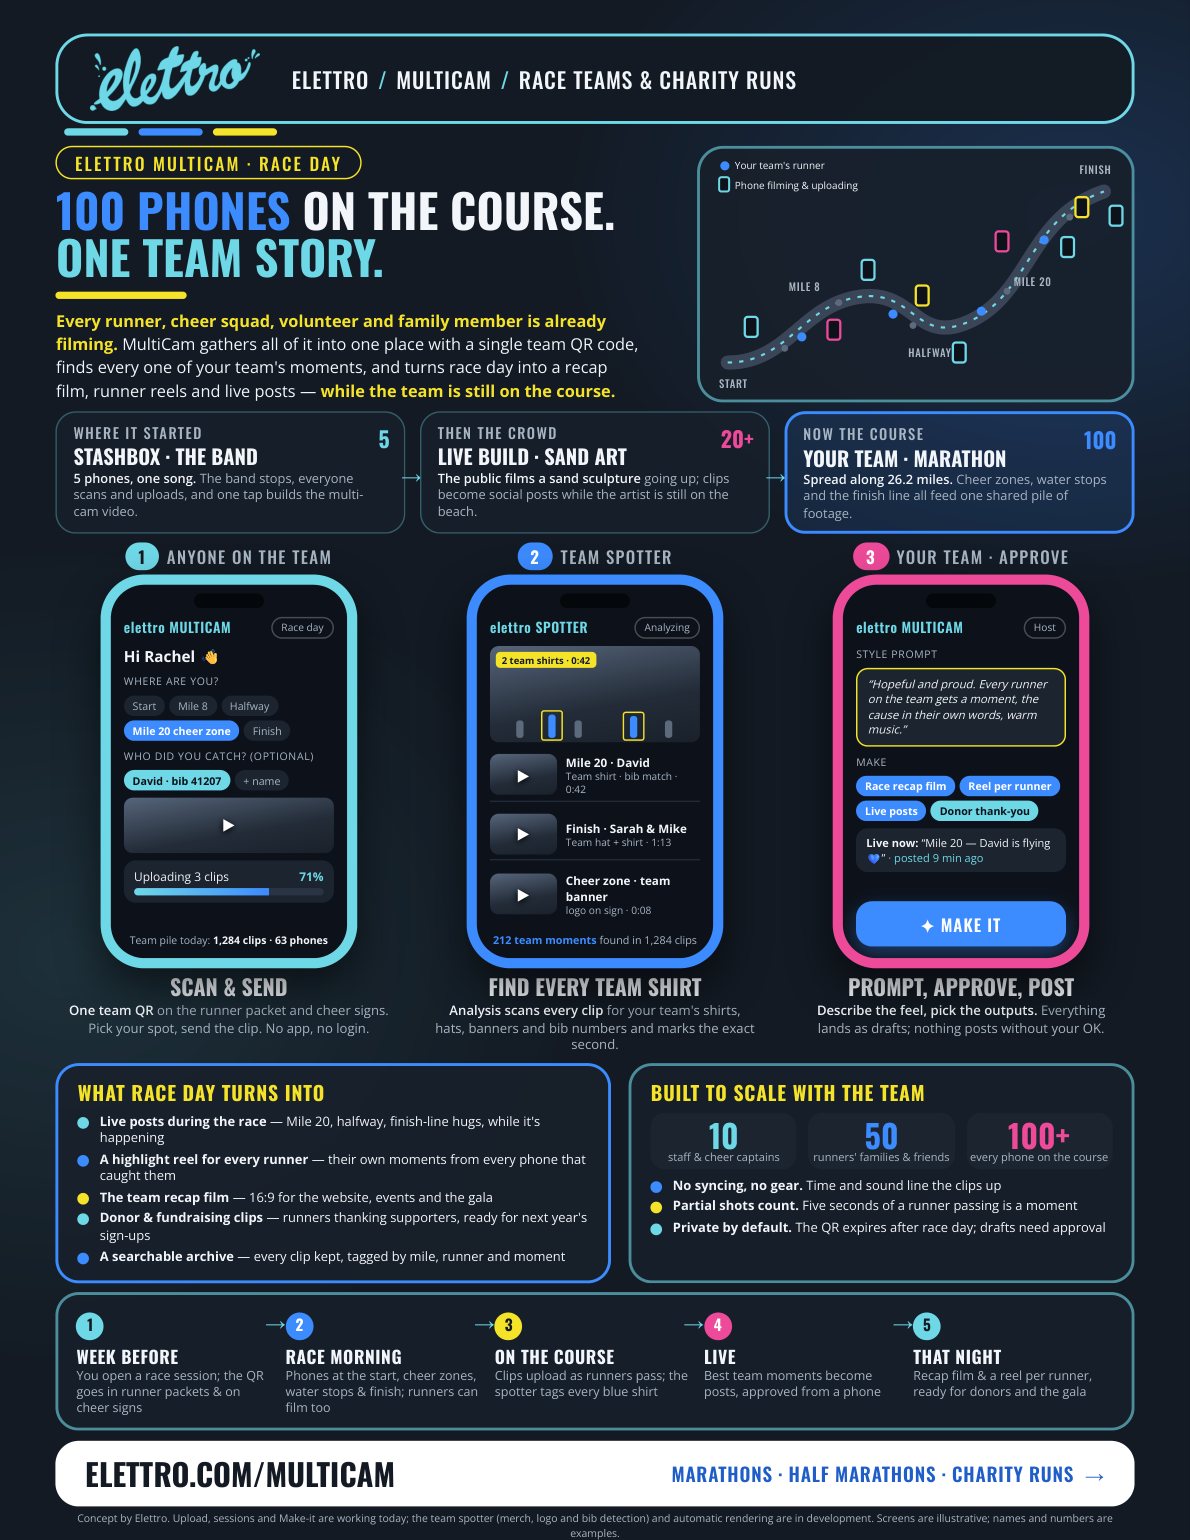 elettro
ELETTRO / MULTICAM / RACE TEAMS & CHARITY RUNS
ELETTRO MULTICAM · RACE DAY
100 PHONES ON THE COURSE.
ONE TEAM STORY.
Every runner, cheer squad, volunteer and family member is already
filming. MultiCam gathers all of it into one place with a single team QR code,
finds every one of your team's moments, and turns race day into a recap
film, runner reels and live posts — while the team is still on the course.
Your team's runner
Phone filming & uploading
FINISH
MILE 20
MILE 8
HALFWAY
START
WHERE IT STARTED
5
STASHBOX · THE BAND
5 phones, one song. The band stops, everyone
scans and uploads, and one tap builds the multi-
cam video.
→
THEN THE CROWD
20+
LIVE BUILD · SAND ART
The public films a sand sculpture going up; clips
become social posts while the artist is still on the
beach.
→
NOW THE COURSE
100
YOUR TEAM · MARATHON
Spread along 26.2 miles. Cheer zones, water stops
and the finish line all feed one shared pile of
footage.
1 ANYONE ON THE TEAM
elettro MULTICAM
Race day
Hi Rachel 👋
WHERE ARE YOU?
Start Mile 8 Halfway
Mile 20 cheer zone Finish
WHO DID YOU CATCH? (OPTIONAL)
David · bib 41207 + name
Uploading 3 clips 71%
Team pile today: 1,284 clips · 63 phones
SCAN & SEND
One team QR on the runner packet and cheer signs.
Pick your spot, send the clip. No app, no login.
2 TEAM SPOTTER
elettro SPOTTER
Analyzing
2 team shirts · 0:42
Mile 20 · David
Team shirt · bib match ·
0:42
Finish · Sarah & Mike
Team hat + shirt · 1:13
Cheer zone · team
banner
logo on sign · 0:08
212 team moments found in 1,284 clips
FIND EVERY TEAM SHIRT
Analysis scans every clip for your team's shirts,
hats, banners and bib numbers and marks the exact
second.
3 YOUR TEAM · APPROVE
elettro MULTICAM
Host
STYLE PROMPT
“Hopeful and proud. Every runner
on the team gets a moment, the
cause in their own words, warm
music.”
MAKE
Race recap film Reel per runner
Live posts Donor thank-you
Live now: “Mile 20 — David is flying
💙” · posted 9 min ago
✦ MAKE IT
PROMPT, APPROVE, POST
Describe the feel, pick the outputs. Everything
lands as drafts; nothing posts without your OK.
WHAT RACE DAY TURNS INTO
Live posts during the race — Mile 20, halfway, finish-line hugs, while it's
happening
A highlight reel for every runner — their own moments from every phone that
caught them
The team recap film — 16:9 for the website, events and the gala
Donor & fundraising clips — runners thanking supporters, ready for next year's
sign-ups
A searchable archive — every clip kept, tagged by mile, runner and moment
BUILT TO SCALE WITH THE TEAM
10
staff & cheer captains
50
runners' families & friends
100+
every phone on the course
No syncing, no gear. Time and sound line the clips up
Partial shots count. Five seconds of a runner passing is a moment
Private by default. The QR expires after race day; drafts need approval
1
WEEK BEFORE
You open a race session; the QR
goes in runner packets & on
cheer signs
→
2
RACE MORNING
Phones at the start, cheer zones,
water stops & finish; runners can
film too
→
3
ON THE COURSE
Clips upload as runners pass; the
spotter tags every blue shirt
→
4
LIVE
Best team moments become
posts, approved from a phone
→
5
THAT NIGHT
Recap film & a reel per runner,
ready for donors and the gala
ELETTRO.COM/MULTICAM
MARATHONS · HALF MARATHONS · CHARITY RUNS →
Concept by Elettro. Upload, sessions and Make-it are working today; the team spotter (merch, logo and bib detection) and automatic rendering are in development. Screens are illustrative; names and numbers are
examples.